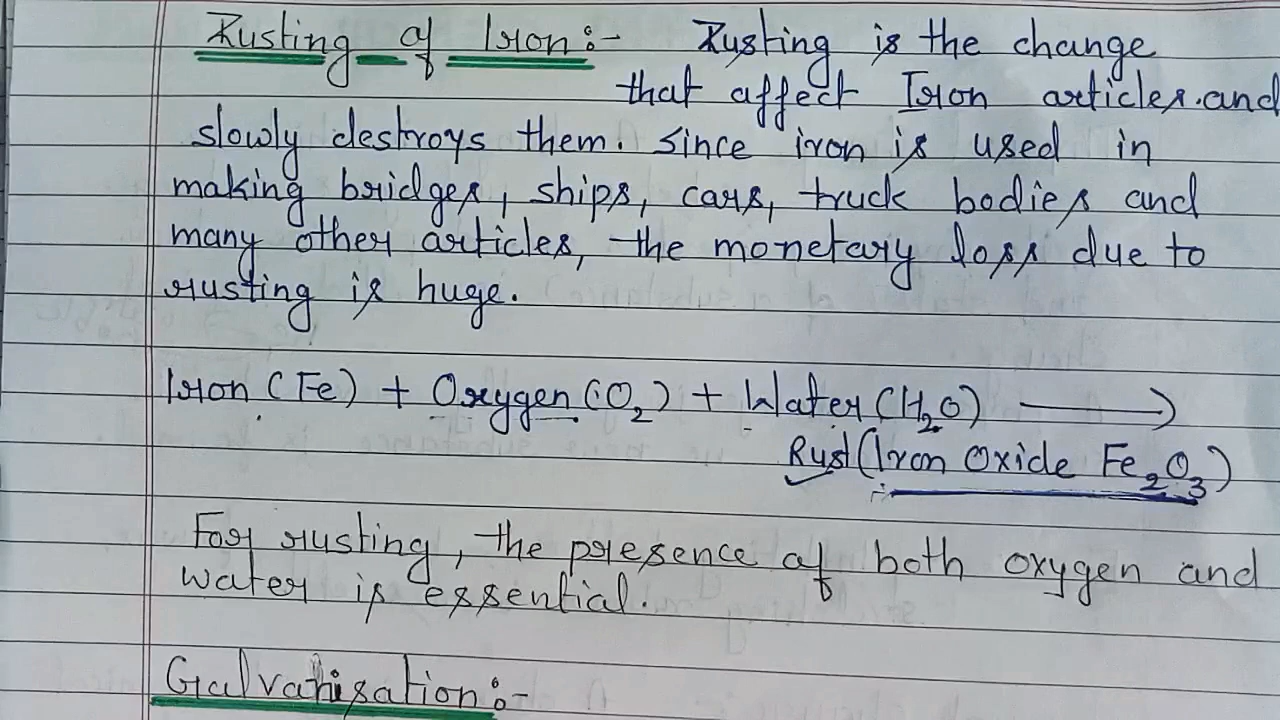 Rusting of Iron:- Rusting is the change
that affect Iron articles.and
slowly destroys them. Since iron is used in
making bridges, ships, cars, truck bodies and
many other articles, the monetary loss due to
rusting is huge.
Iron (Fe) + Oxygen (O₂) + Water (H₂O) ⟶
Rust (Iron Oxide Fe₂O₃)
For rusting, the presence of both oxygen and
water is essential.
Galvanisation:-